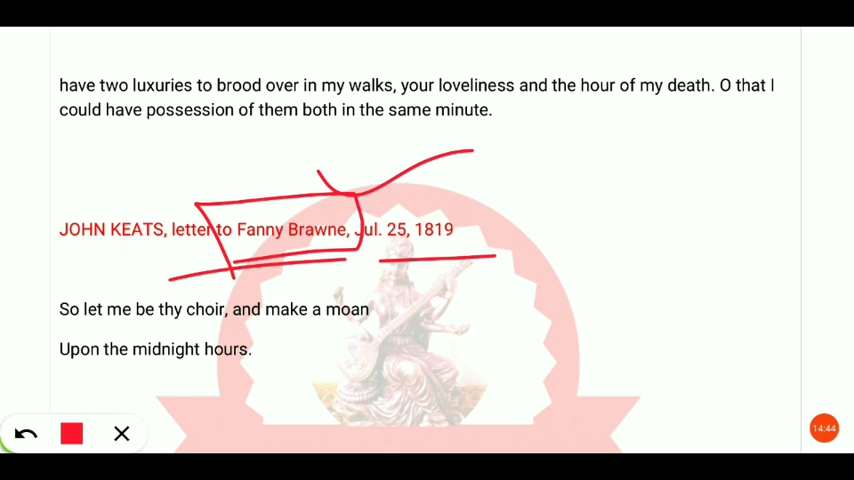 have two luxuries to brood over in my walks, your loveliness and the hour of my death. O that I
could have possession of them both in the same minute.
JOHN KEATS, letter to Fanny Brawne, Jul. 25, 1819
So let me be thy choir, and make a moan
Upon the midnight hours.
14:44